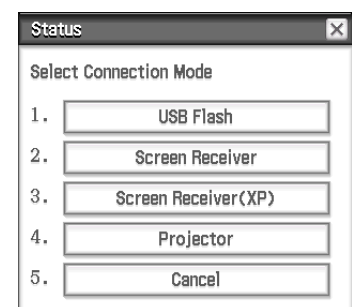 Status
Select Connection Mode
1. USB Flash
2. Screen Receiver
3. Screen Receiver(XP)
4. Projector
5. Cancel